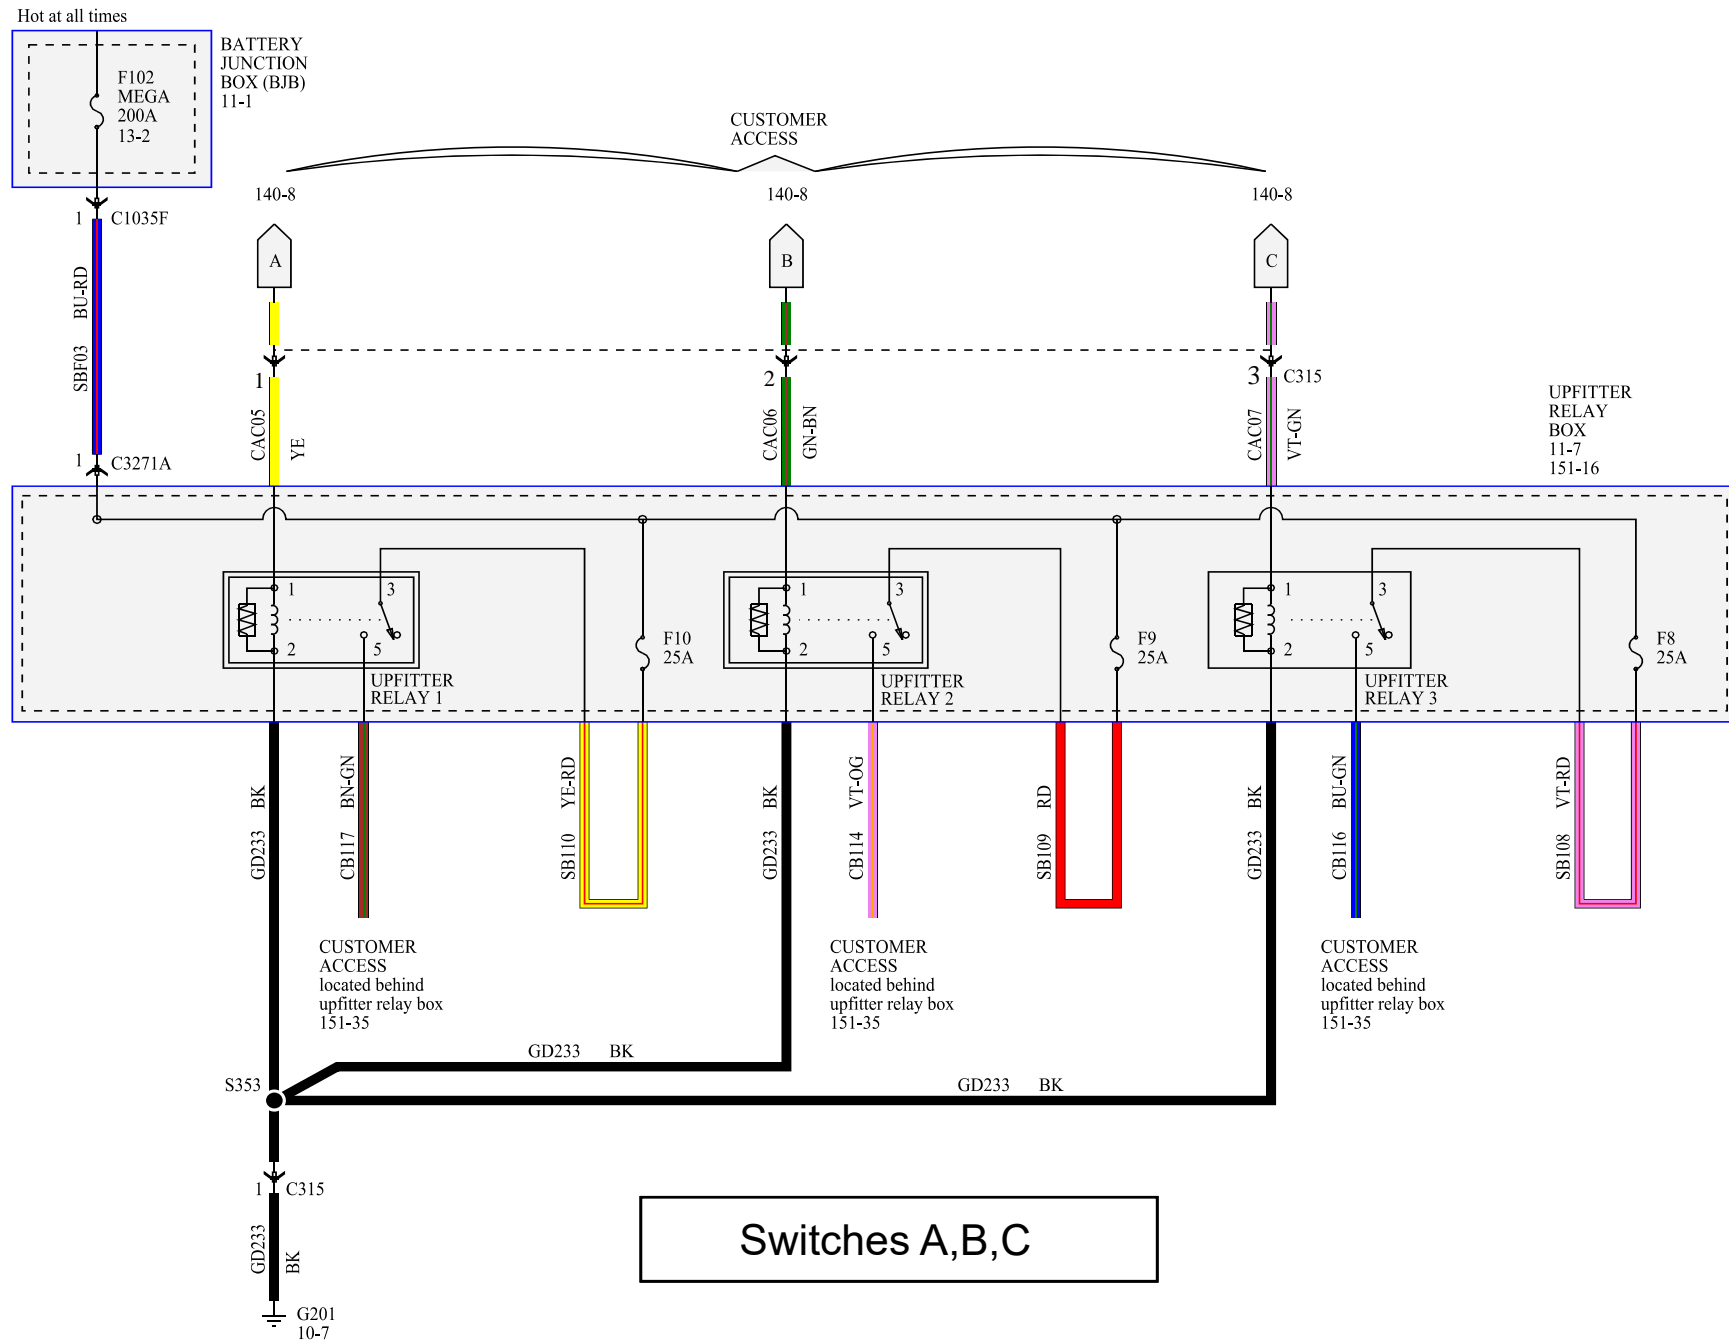 Hot at all times
BATTERY
JUNCTION
BOX (BJB)
11-1
F102
MEGA
200A
13-2
CUSTOMER
ACCESS
140-8
140-8
140-8
1
C1035F
A
B
C
BU-RD
SBF03
1
C3271A
1
2
3
C315
CAC05
YE
CAC06
GN-BN
CAC07
VT-GN
UPFITTER
RELAY
BOX
11-7
151-16
1
3
2
5
UPFITTER
RELAY 1
F10
25A
1
3
2
5
UPFITTER
RELAY 2
F9
25A
1
3
2
5
UPFITTER
RELAY 3
F8
25A
BK
GD233
BN-GN
CB117
YE-RD
SB110
BK
GD233
VT-OG
CB114
RD
SB109
BK
GD233
BU-GN
CB116
VT-RD
SB108
CUSTOMER
ACCESS
located behind
upfitter relay box
151-35
CUSTOMER
ACCESS
located behind
upfitter relay box
151-35
CUSTOMER
ACCESS
located behind
upfitter relay box
151-35
GD233 BK
S353
GD233 BK
1
C315
GD233
BK
G201
10-7
Switches A,B,C